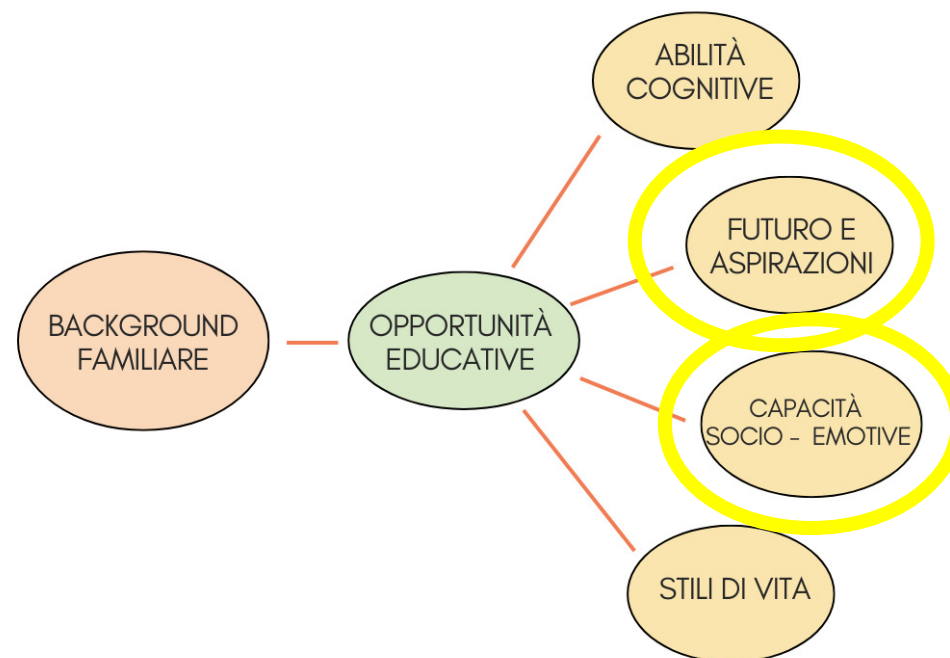 ABILITÀ
COGNITIVE
FUTURO E
ASPIRAZIONI
BACKGROUND
FAMILIARE
OPPORTUNITÀ
EDUCATIVE
CAPACITÀ
SOCIO - EMOTIVE
STILI DI VITA